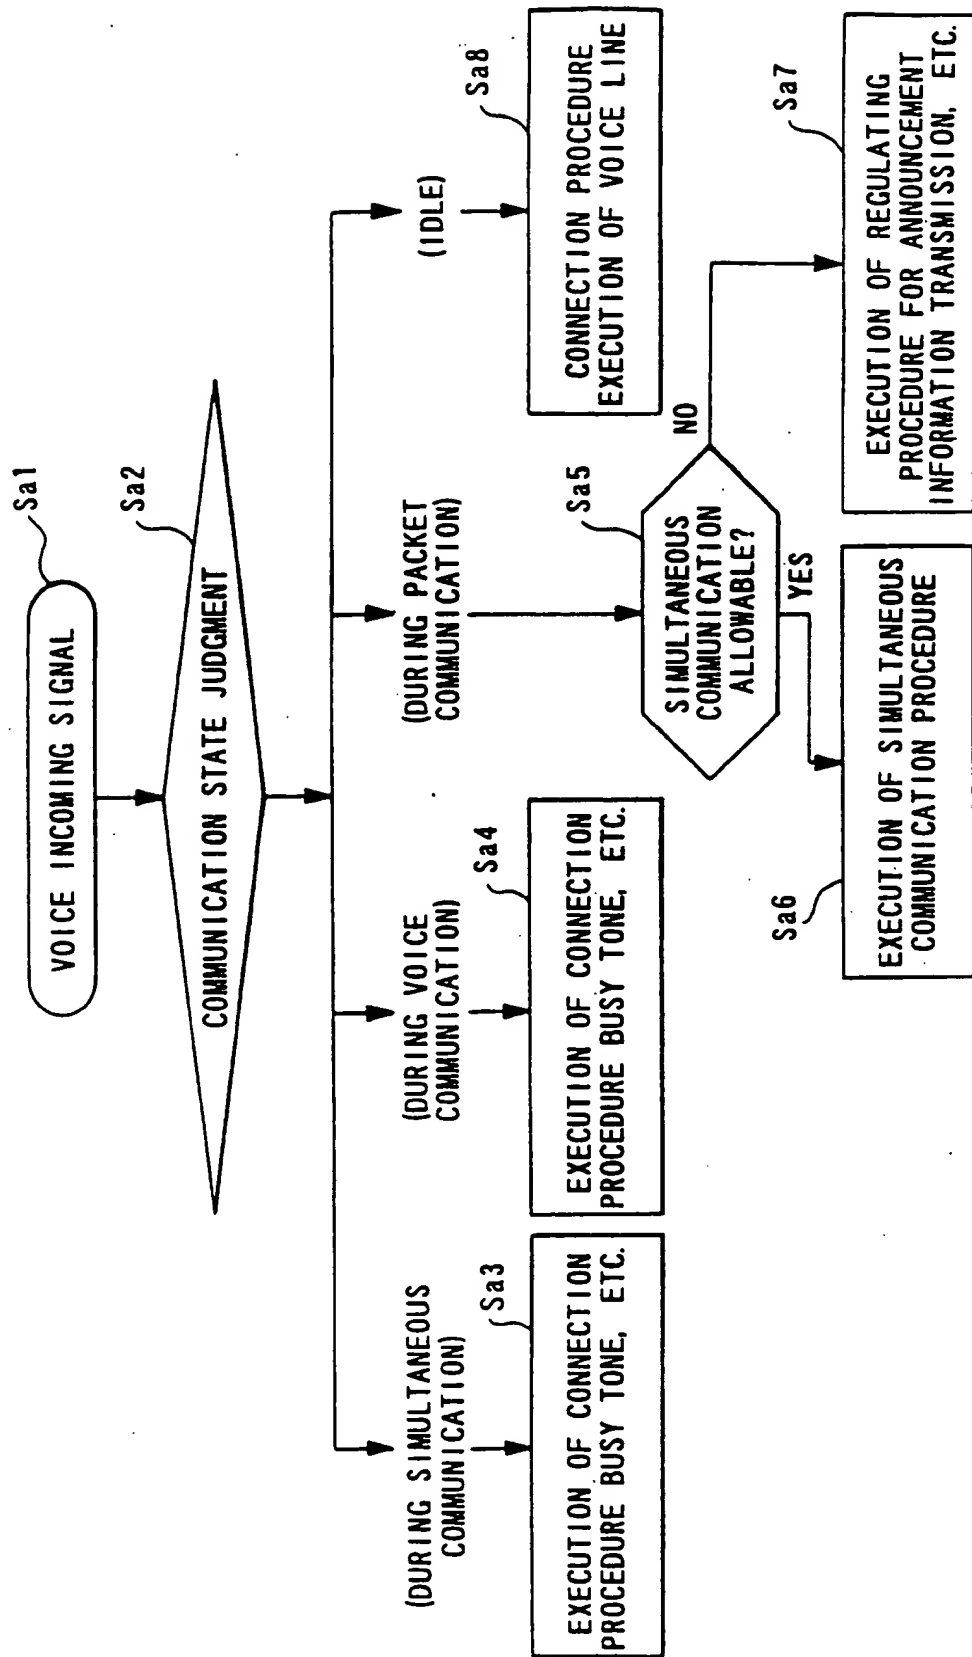 VOICE INCOMING SIGNAL
Sa1
COMMUNICATION STATE JUDGMENT
Sa2
(DURING SIMULTANEOUS
COMMUNICATION)
(DURING VOICE
COMMUNICATION)
(DURING PACKET
COMMUNICATION)
(IDLE)
Sa3
EXECUTION OF CONNECTION
PROCEDURE BUSY TONE, ETC.
Sa4
EXECUTION OF CONNECTION
PROCEDURE BUSY TONE, ETC.
Sa5
SIMULTANEOUS
COMMUNICATION
ALLOWABLE?
NO
YES
Sa8
CONNECTION PROCEDURE
EXECUTION OF VOICE LINE
Sa6
EXECUTION OF SIMULTANEOUS
COMMUNICATION PROCEDURE
Sa7
EXECUTION OF REGULATING
PROCEDURE FOR ANNOUNCEMENT
INFORMATION TRANSMISSION, ETC.